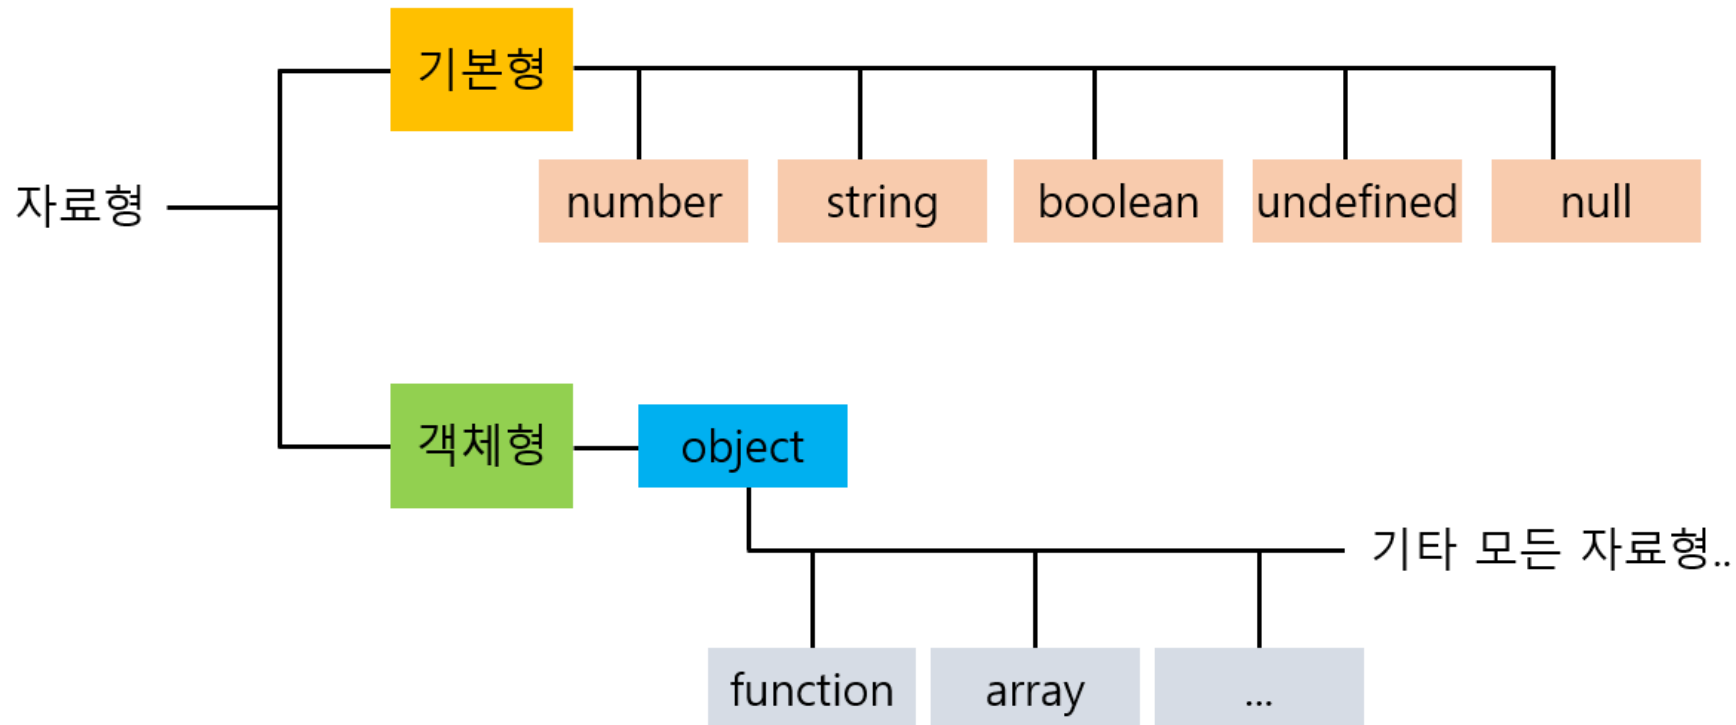 기본형
자료형
number
string
boolean
undefined
null
객체형
object
기타 모든 자료형..
function
array
...